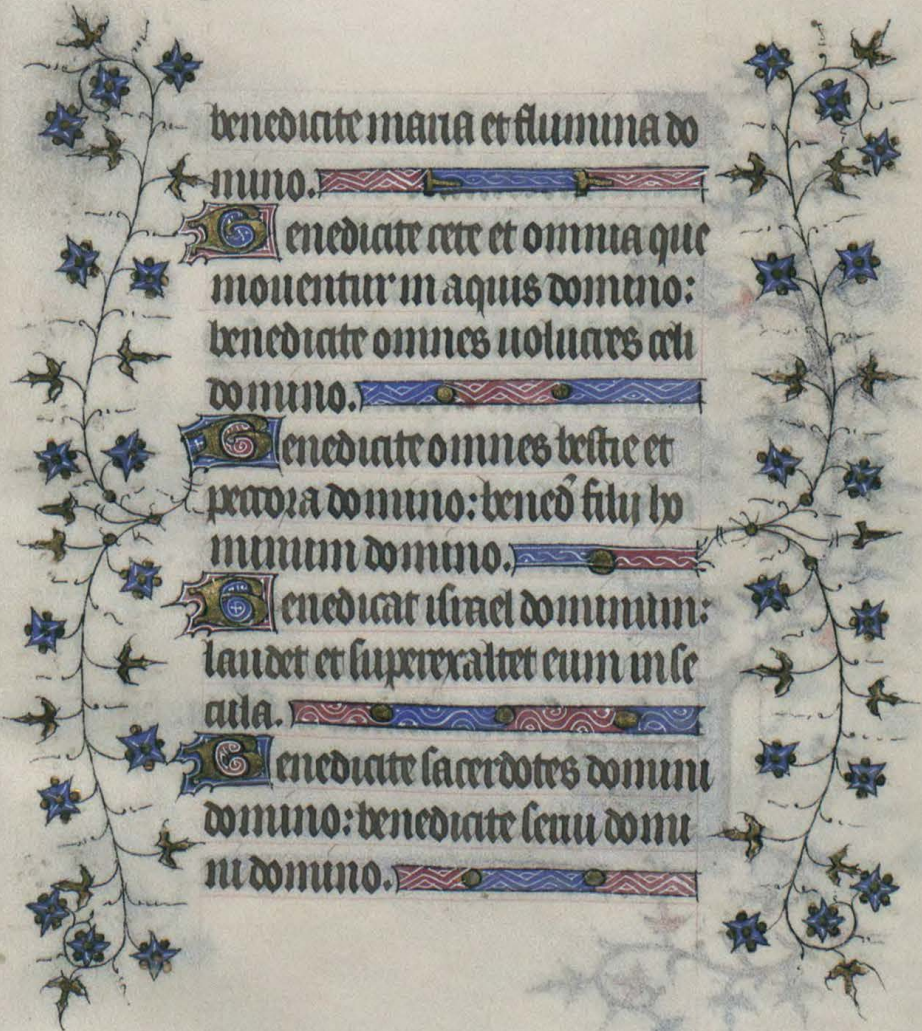 benedicite maria et flumina do
mino.
Benedicite cete et omnia que
mouentur in aquis domino:
benedicite omnes uolucres celi
domino.
Benedicite omnes bestie et
peccora domino: bened̄ filij ho
minum domino.
Benedicat israel dominum:
laudet et superexaltet eum in se
cula.
Benedicite sacerdotes domini
domino: benedicite serui domi
ni domino.